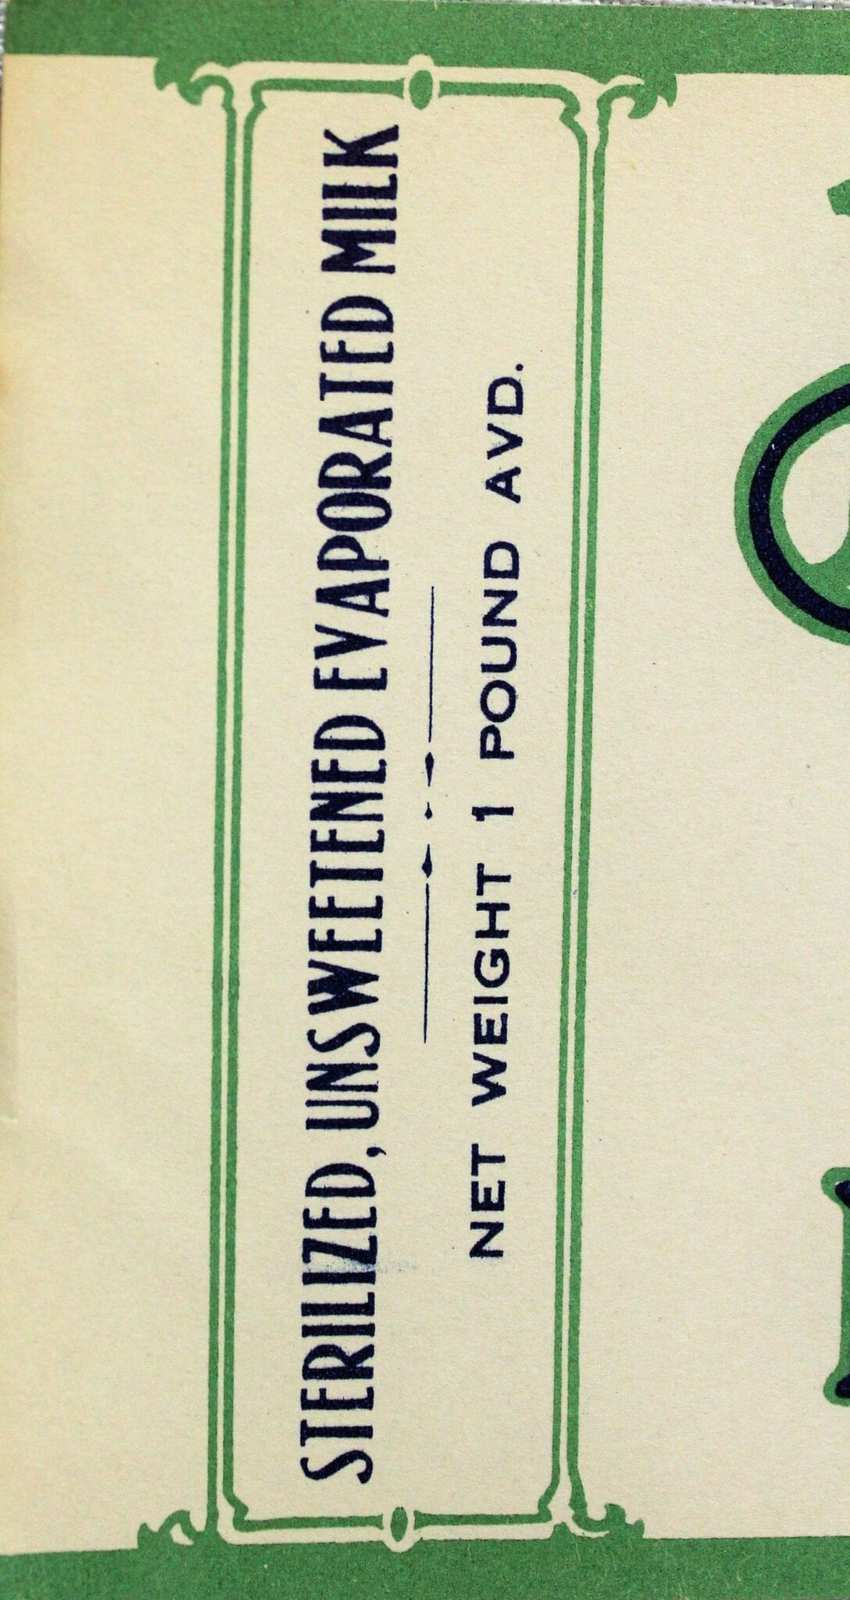 STERILIZED, UNSWEETENED EVAPORATED MILK
NET WEIGHT 1 POUND AVD.